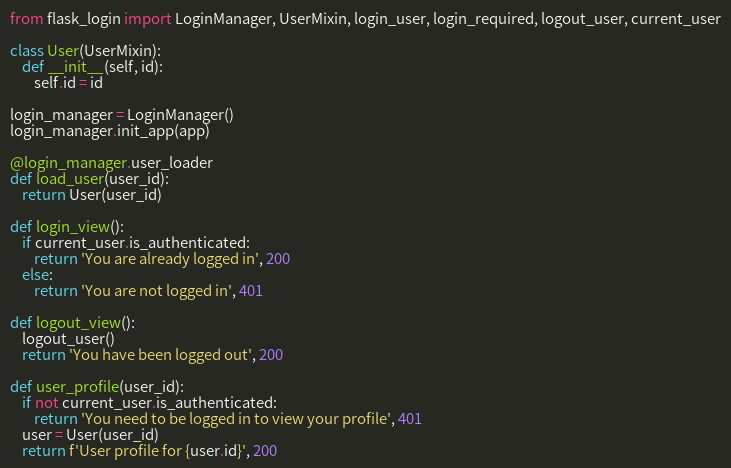 from flask_login import LoginManager, UserMixin, login_user, login_required, logout_user, current_user
class User(UserMixin):
def __init__(self, id):
self.id = id
login_manager = LoginManager()
login_manager.init_app(app)
@login_manager.user_loader
def load_user(user_id):
return User(user_id)
def login_view():
if current_user.is_authenticated:
return 'You are already logged in', 200
else:
return 'You are not logged in', 401
def logout_view():
logout_user()
return 'You have been logged out', 200
def user_profile(user_id):
if not current_user.is_authenticated:
return 'You need to be logged in to view your profile', 401
user = User(user_id)
return f'User profile for {user.id}', 200